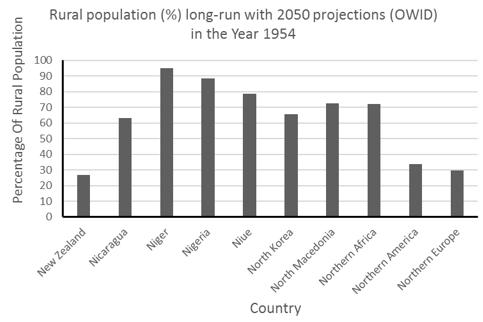 Rural population (%) long-run with 2050 projections (OWID)
in the Year 1954
Percentage Of Rural Population
100
90
80
70
60
50
40
30
20
10
0
New Zealand
Nicaragua
Niger
Nigeria
Niue
North Korea
North Macedonia
Northern Africa
Northern America
Northern Europe
Country